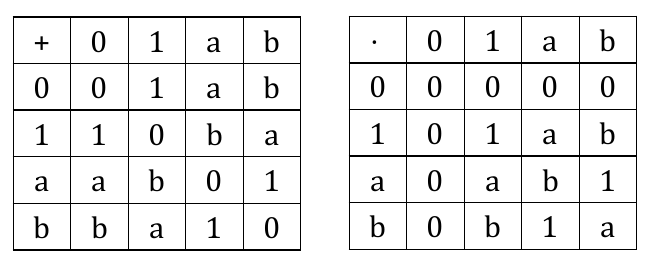 + 0 1 a b
0 0 1 a b
1 1 0 b a
a a b 0 1
b b a 1 0
· 0 1 a b
0 0 0 0 0
1 0 1 a b
a 0 a b 1
b 0 b 1 a